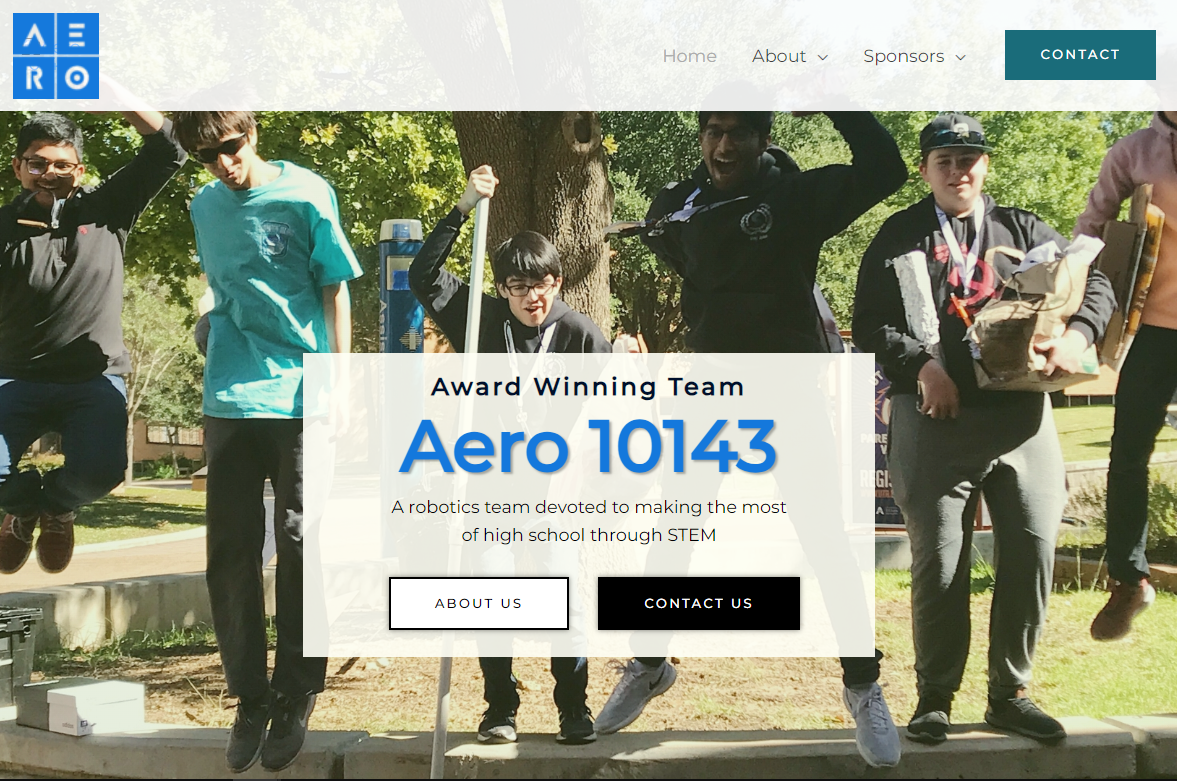 A E
R O
Home
About
Sponsors
CONTACT
Award Winning Team
Aero 10143
A robotics team devoted to making the most
of high school through STEM
ABOUT US
CONTACT US